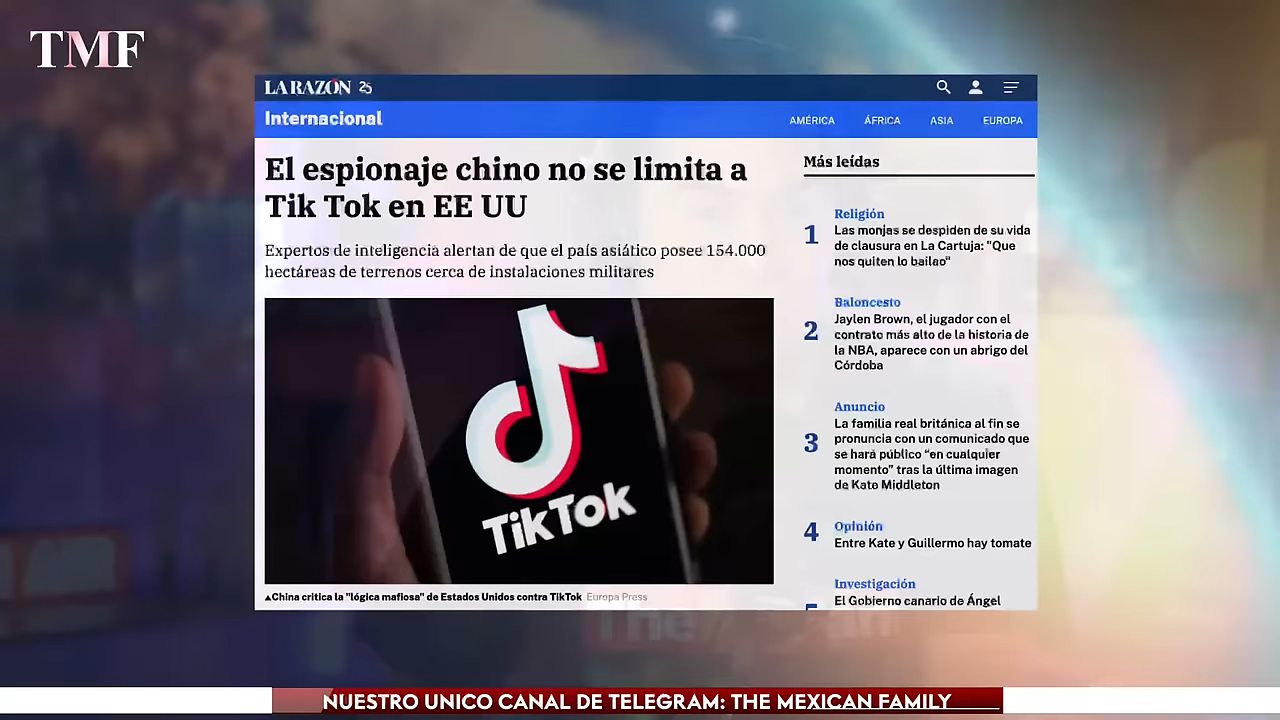 TMF
LA RAZÓN 25
Internacional
AMÉRICA ÁFRICA ASIA EUROPA
El espionaje chino no se limita a
Tik Tok en EE UU
Expertos de inteligencia alertan de que el país asiático posee 154.000
hectáreas de terrenos cerca de instalaciones militares
TikTok
▲China critica la "lógica mafiosa" de Estados Unidos contra TikTok Europa Press
Más leídas
1
Religión
Las monjas se despiden de su vida
de clausura en La Cartuja: "Que
nos quiten lo bailao"
2
Baloncesto
Jaylen Brown, el jugador con el
contrato más alto de la historia de
la NBA, aparece con un abrigo del
Córdoba
3
Anuncio
La familia real británica al fin se
pronuncia con un comunicado que
se hará público “en cualquier
momento” tras la última imagen
de Kate Middleton
4
Opinión
Entre Kate y Guillermo hay tomate
Investigación
El Gobierno canario de Ángel
The
NUESTRO UNICO CANAL DE TELEGRAM: THE MEXICAN FAMILY